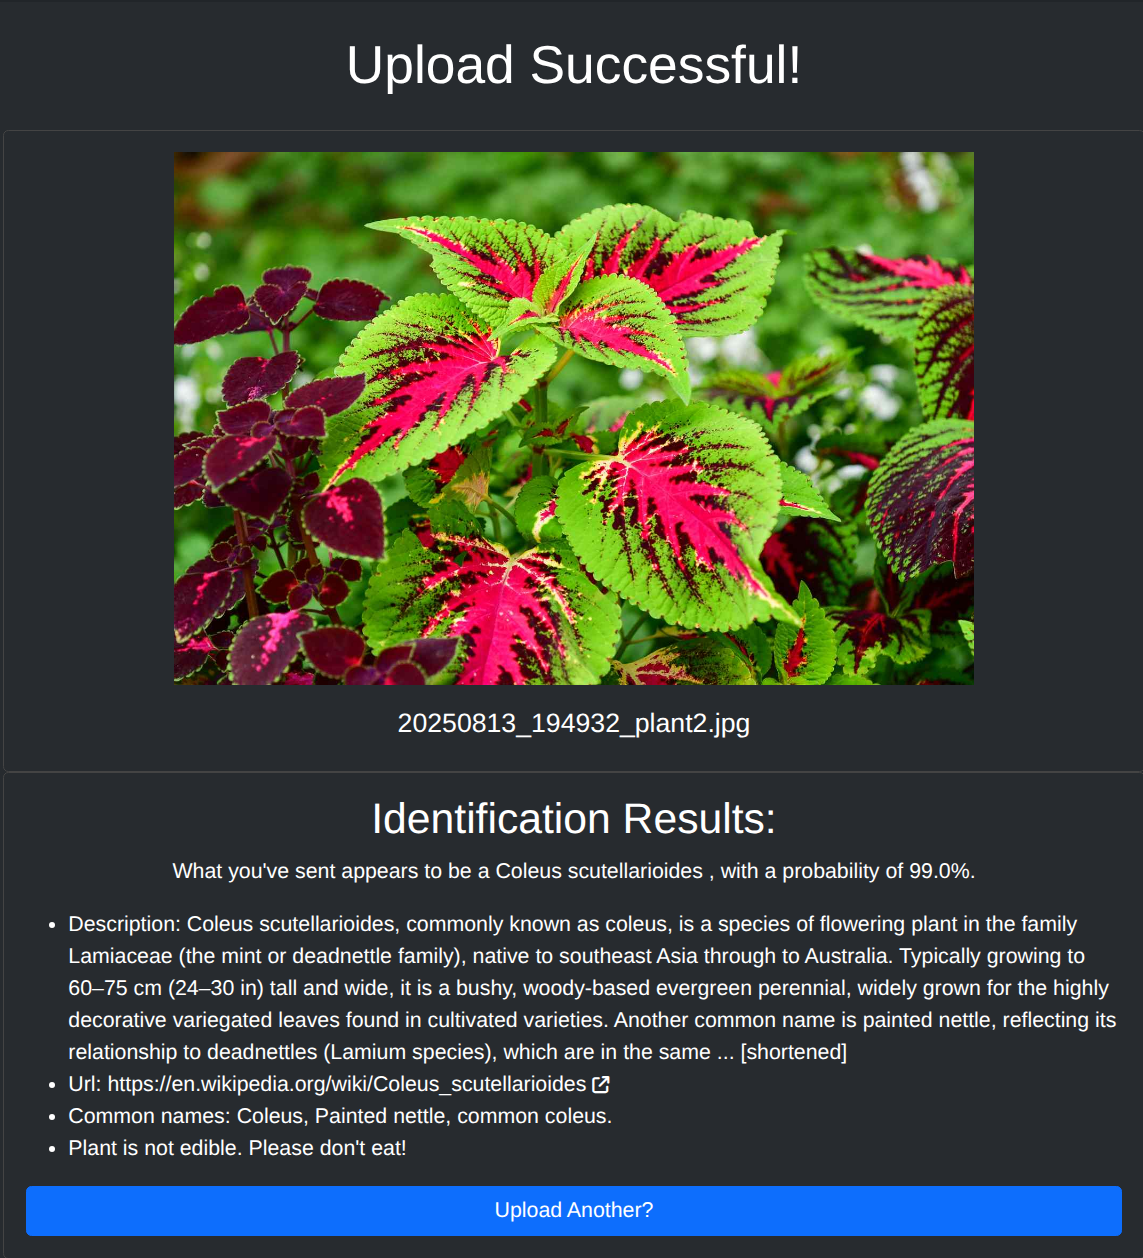 Upload Successful!
20250813_194932_plant2.jpg
Identification Results:
What you've sent appears to be a Coleus scutellarioides , with a probability of 99.0%.
• Description: Coleus scutellarioides, commonly known as coleus, is a species of flowering plant in the family
Lamiaceae (the mint or deadnettle family), native to southeast Asia through to Australia. Typically growing to
60–75 cm (24–30 in) tall and wide, it is a bushy, woody-based evergreen perennial, widely grown for the highly
decorative variegated leaves found in cultivated varieties. Another common name is painted nettle, reflecting its
relationship to deadnettles (Lamium species), which are in the same ... [shortened]
• Url: https://en.wikipedia.org/wiki/Coleus_scutellarioides
• Common names: Coleus, Painted nettle, common coleus.
• Plant is not edible. Please don't eat!
Upload Another?